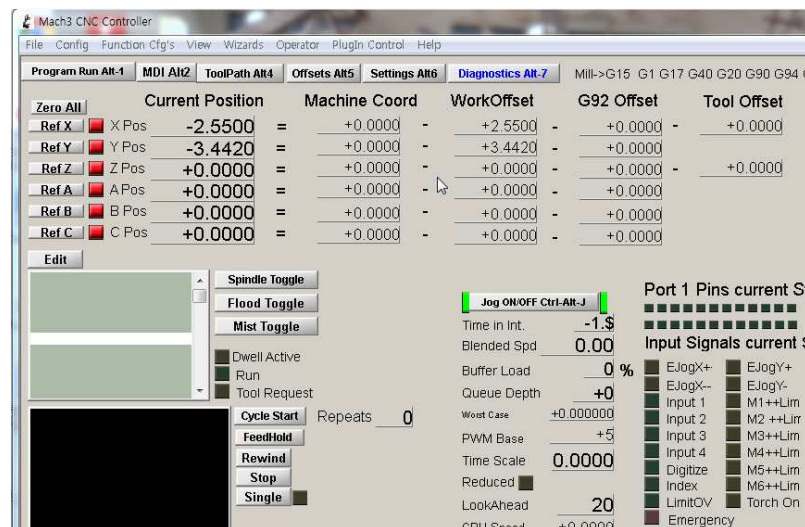 Mach3 CNC Controller
File Config Function Cfg's View Wizards Operator PlugIn Control Help
Program Run Alt-1 MDI Alt2 ToolPath Alt4 Offsets Alt5 Settings Alt6 Diagnostics Alt-7 Mill->G15 G1 G17 G40 G20 G90 G94
Zero All Current Position Machine Coord WorkOffset G92 Offset Tool Offset
Ref X X Pos -2.5500 = +0.0000 - +2.5500 - +0.0000 - +0.0000
Ref Y Y Pos -3.4420 = +0.0000 - +3.4420 - +0.0000
Ref Z Z Pos +0.0000 = +0.0000 - +0.0000 - +0.0000 - +0.0000
Ref A A Pos +0.0000 = +0.0000 - +0.0000 - +0.0000
Ref B B Pos +0.0000 = +0.0000 - +0.0000 - +0.0000
Ref C C Pos +0.0000 = +0.0000 - +0.0000 - +0.0000
Edit
Spindle Toggle
Flood Toggle
Mist Toggle
Dwell Active
Run
Tool Request
Cycle Start Repeats 0
FeedHold
Rewind
Stop
Single
Jog ON/OFF Ctrl-Alt-J
Time in Int. -1.$
Blended Spd 0.00
Buffer Load 0 %
Queue Depth +0
Worst Case +0.000000
PWM Base +5
Time Scale 0.0000
Reduced
LookAhead 20
CPU Speed +0.0000
Port 1 Pins current
Input Signals current
EJogX+ EJogY+
EJogX-- EJogY-
Input 1 M1++Lim
Input 2 M2 ++Lim
Input 3 M3++Lim
Input 4 M4++Lim
Digitize M5++Lim
Index M6++Lim
LimitOV Torch On
Emergency